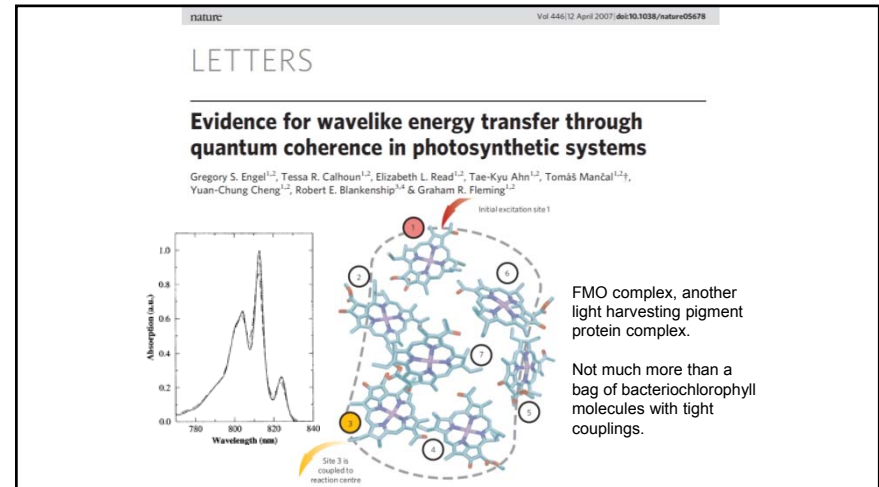 nature
Vol 446|12 April 2007|doi:10.1038/nature05678
LETTERS
Evidence for wavelike energy transfer through
quantum coherence in photosynthetic systems
Gregory S. Engel1,2, Tessa R. Calhoun1,2, Elizabeth L. Read1,2, Tae-Kyu Ahn1,2, Tomáš Mančal1,2†,
Yuan-Chung Cheng1,2, Robert E. Blankenship3,4 & Graham R. Fleming1,2
Initial excitation site 1
1
2
6
7
5
3
4
Site 3 is
coupled to
reaction centre
Absorption (a.u.)
1.0
0.8
0.6
0.4
0.2
0.0
780 800 820 840
Wavelength (nm)
FMO complex, another
light harvesting pigment
protein complex.
Not much more than a
bag of bacteriochlorophyll
molecules with tight
couplings.